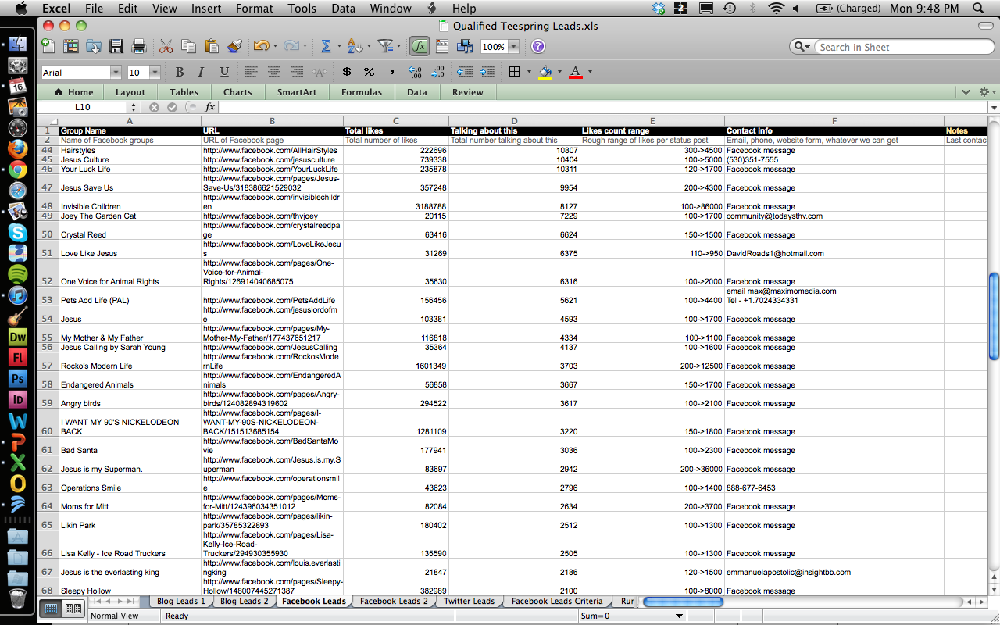 Excel File Edit View Insert Format Tools Data Window Help 2 (Charged) Mon 9:48 PM
Qualified Teespring Leads.xls
100% Search in Sheet
Arial 10 B I U $ % ,
Home Layout Tables Charts SmartArt Formulas Data Review
L10 fx
A B C D E F
1 Group Name URL Total likes Talking about this Likes count range Contact Info Notes
2 Name of Facebook groups URL of Facebook page Total number of likes Total number talking about this Rough range of likes per status post Email, phone, website form, whatever we can get Last contact
44 Hairstyles http://www.facebook.com/AllHairStyles 222696 10807 300->4500 Facebook message
45 Jesus Culture http://www.facebook.com/jesusculture 739338 10404 100->5000 (530)351-7555
46 Your Luck Life http://www.facebook.com/YourLuckLife 235878 10311 120->1700 Facebook message
http://www.facebook.com/pages/Jesus-
47 Jesus Save Us Save-Us/318386621529032 357248 9954 200->4300 Facebook message
http://www.facebook.com/invisiblechildr
48 Invisible Children en 3188788 8127 100->86000 Facebook message
49 Joey The Garden Cat http://www.facebook.com/thvjoey 20115 7229 100->1700 community@todaysthv.com
http://www.facebook.com/crystalreedpa
50 Crystal Reed ge 63416 6624 150->1500 Facebook message
http://www.facebook.com/LoveLikeJesu
51 Love Like Jesus s 31269 6375 110->950 DavidRoads1@hotmail.com
http://www.facebook.com/pages/One-
Voice-for-Animal-
52 One Voice for Animal Rights Rights/126914040685075 35630 6316 100->2000 Facebook message
email max@maximomedia.com
53 Pets Add Life (PAL) http://www.facebook.com/PetsAddLife 156456 5621 100->4400 Tel - +1.7024334331
http://www.facebook.com/jesuslordofm
54 Jesus e 103381 4593 100->1700 Facebook message
http://www.facebook.com/pages/My-
55 My Mother & My Father Mother-My-Father/177437651217 116818 4334 100->1100 Facebook message
56 Jesus Calling by Sarah Young http://www.facebook.com/JesusCalling 35364 4137 100->1600 Facebook message
http://www.facebook.com/RockosMode
57 Rocko's Modern Life rnLife 1601349 3703 200->12500 Facebook message
http://www.facebook.com/EndangeredA
58 Endangered Animals nimals 56858 3667 150->1700 Facebook message
http://www.facebook.com/pages/Angry-
59 Angry birds birds/124082894319602 294522 3617 100->2100 Facebook message
http://www.facebook.com/pages/I-
I WANT MY 90'S NICKELODEON WANT-MY-90S-NICKELODEON-
60 BACK BACK/151513685154 1281109 3220 150->1800 Facebook message
http://www.facebook.com/BadSantaMo
61 Bad Santa vie 177941 3036 100->2300 Facebook message
http://www.facebook.com/Jesus.is.my.S
62 Jesus is my Superman. uperman 83697 2942 200->36000 Facebook message
http://www.facebook.com/operationsmil
63 Operations Smile e 43623 2796 100->1400 888-677-6453
http://www.facebook.com/pages/Moms-
64 Moms for Mitt for-Mitt/124396034351012 82084 2634 200->3700 Facebook message
http://www.facebook.com/pages/likin-
65 Likin Park park/35785322893 180402 2512 100->1300 Facebook message
http://www.facebook.com/pages/Lisa-
Kelly-Ice-Road-
66 Lisa Kelly - Ice Road Truckers Truckers/294930355930 135590 2505 100->1300 Facebook message
http://www.facebook.com/louis.everlasti
67 Jesus is the everlasting king ngking 21847 2186 120->1500 emmanuelapostolic@insightbb.com
http://www.facebook.com/pages/Sleepy-
68 Sleepy Hollow Hollow/148007445271387 382989 2100 100->8000 Facebook message
Blog Leads 1 Blog Leads 2 Facebook Leads Facebook Leads 2 Twitter Leads Facebook Leads Criteria Rur
Normal View Ready Sum=0
16
Dw
Fl
Ps
ID